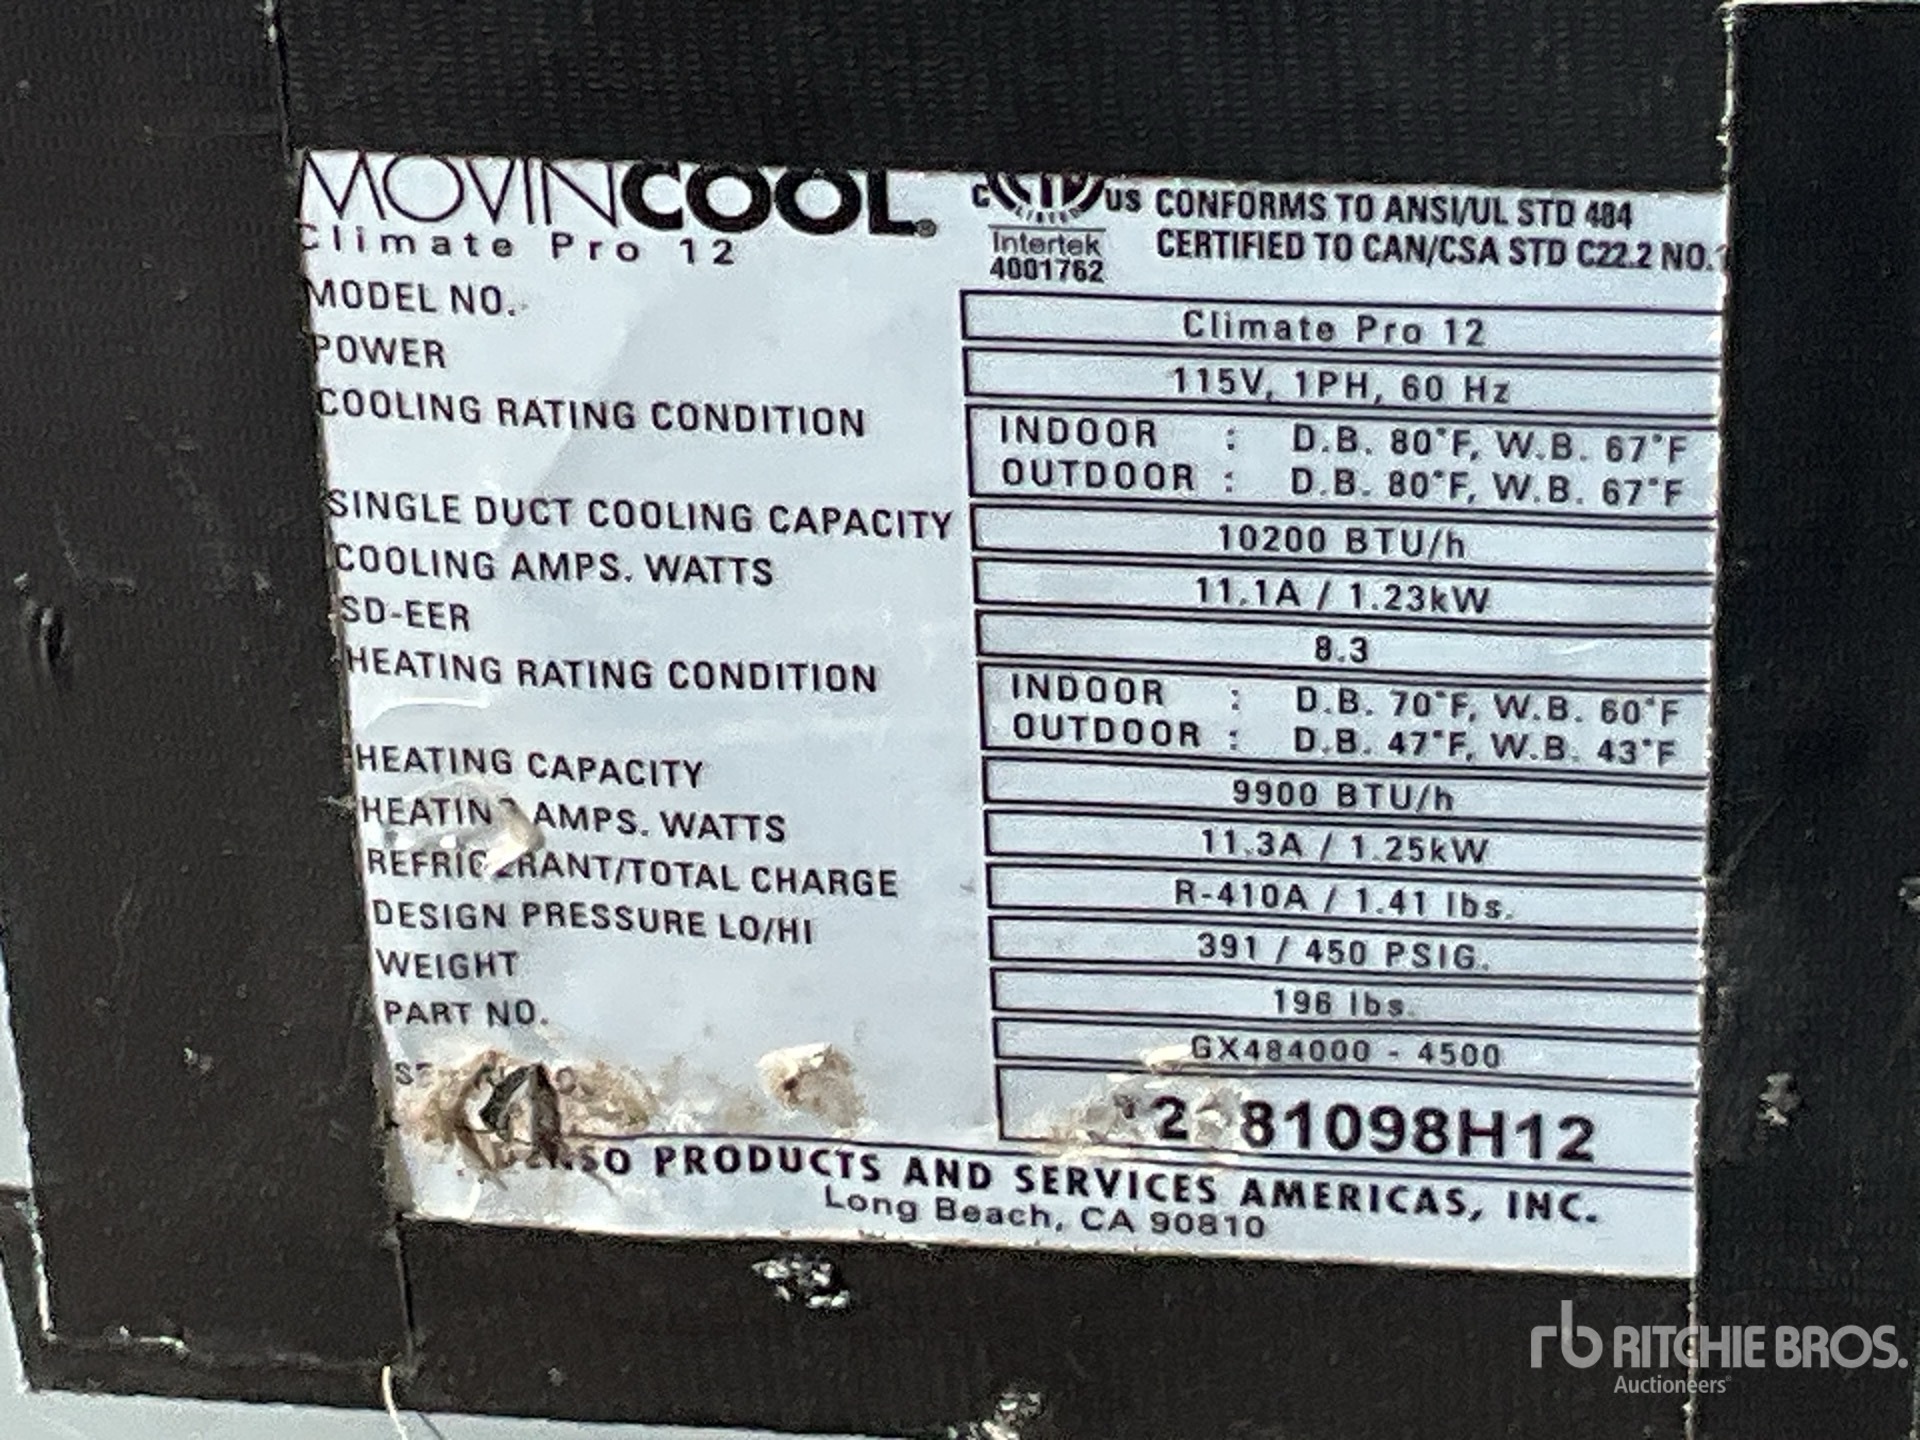 MOVINCOOL®
Climate Pro 12
C US
LISTED
Intertek
4001762
CONFORMS TO ANSI/UL STD 484
CERTIFIED TO CAN/CSA STD C22.2 NO.
MODEL NO. Climate Pro 12
POWER 115V, 1PH, 60 Hz
COOLING RATING CONDITION INDOOR : D.B. 80°F, W.B. 67°F
OUTDOOR : D.B. 80°F, W.B. 67°F
SINGLE DUCT COOLING CAPACITY 10200 BTU/h
COOLING AMPS. WATTS 11.1A / 1.23kW
SD-EER 8.3
HEATING RATING CONDITION INDOOR : D.B. 70°F, W.B. 60°F
OUTDOOR : D.B. 47°F, W.B. 43°F
HEATING CAPACITY 9900 BTU/h
HEATING AMPS. WATTS 11.3A / 1.25kW
REFRIGERANT/TOTAL CHARGE R-410A / 1.41 lbs.
DESIGN PRESSURE LO/HI 391 / 450 PSIG.
WEIGHT 196 lbs.
PART NO. GX484000 - 4500
81098H12
DENSO PRODUCTS AND SERVICES AMERICAS, INC.
Long Beach, CA 90810
rb RITCHIE BROS.
Auctioneers